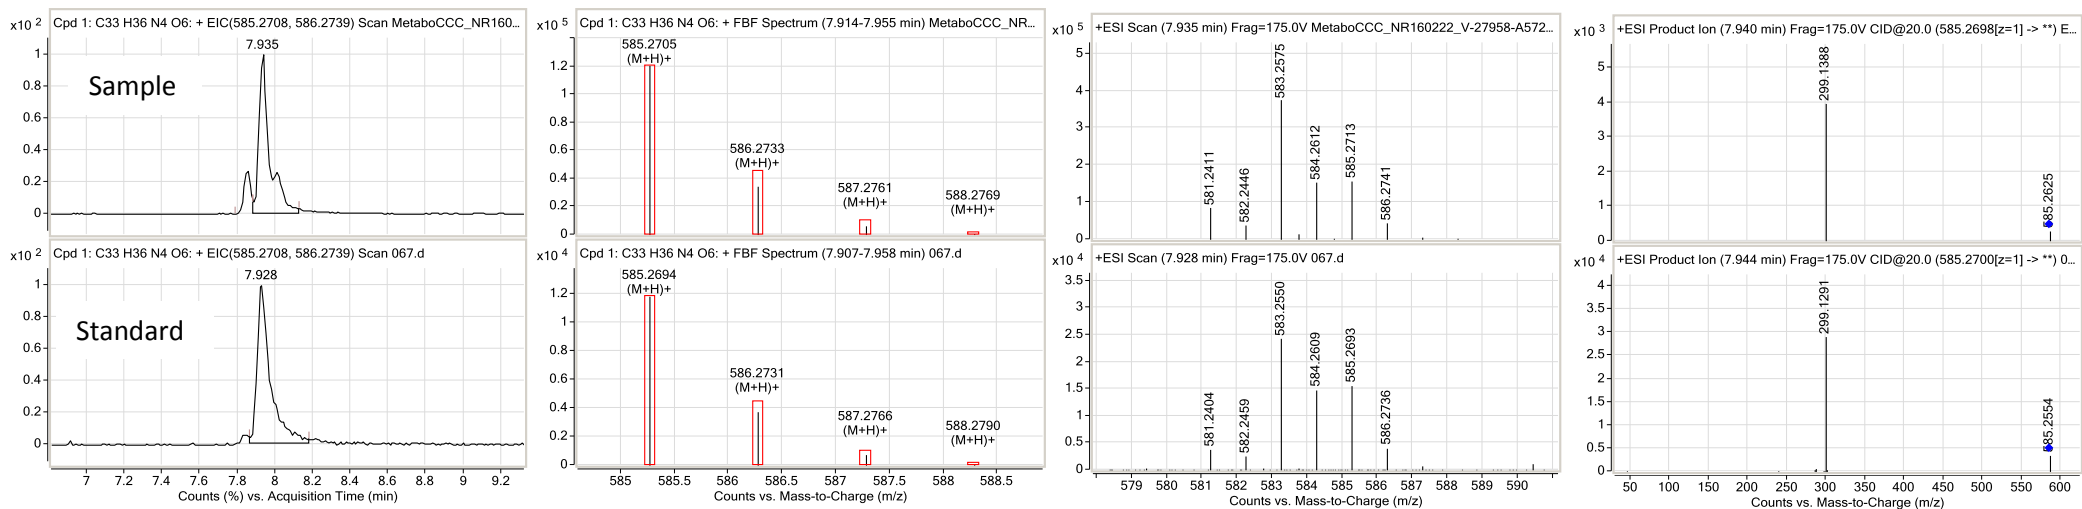 Cpd 1: C33 H36 N4 O6: + EIC(585.2708, 586.2739) Scan MetaboCCC_NR160...
x10 2
7.935
Sample
1
0.8
0.6
0.4
0.2
0
Cpd 1: C33 H36 N4 O6: + EIC(585.2708, 586.2739) Scan 067.d
x10 2
7.928
Standard
1
0.8
0.6
0.4
0.2
0
7 7.2 7.4 7.6 7.8 8 8.2 8.4 8.6 8.8 9 9.2
Counts (%) vs. Acquisition Time (min)
Cpd 1: C33 H36 N4 O6: + FBF Spectrum (7.914-7.955 min) MetaboCCC_NR...
x10 5
585.2705
(M+H)+
586.2733
(M+H)+
587.2761
(M+H)+
588.2769
(M+H)+
1.2
1
0.8
0.6
0.4
0.2
0
Cpd 1: C33 H36 N4 O6: + FBF Spectrum (7.907-7.958 min) 067.d
x10 4
585.2694
(M+H)+
586.2731
(M+H)+
587.2766
(M+H)+
588.2790
(M+H)+
1.2
1
0.8
0.6
0.4
0.2
0
585 585.5 586 586.5 587 587.5 588 588.5
Counts vs. Mass-to-Charge (m/z)
+ESI Scan (7.935 min) Frag=175.0V MetaboCCC_NR160222_V-27958-A572...
x10 5
581.2411
582.2446
583.2575
584.2612
585.2713
586.2741
5
4
3
2
1
0
+ESI Scan (7.928 min) Frag=175.0V 067.d
x10 4
581.2404
582.2459
583.2550
584.2609
585.2693
586.2736
3.5
3
2.5
2
1.5
1
0.5
0
579 580 581 582 583 584 585 586 587 588 589 590
Counts vs. Mass-to-Charge (m/z)
+ESI Product Ion (7.940 min) Frag=175.0V CID@20.0 (585.2698[z=1] -> **) E...
x10 3
299.1388
585.2625
5
4
3
2
1
0
+ESI Product Ion (7.944 min) Frag=175.0V CID@20.0 (585.2700[z=1] -> **) 0...
x10 4
299.1291
585.2554
4
3.5
3
2.5
2
1.5
1
0.5
0
50 100 150 200 250 300 350 400 450 500 550 600
Counts vs. Mass-to-Charge (m/z)